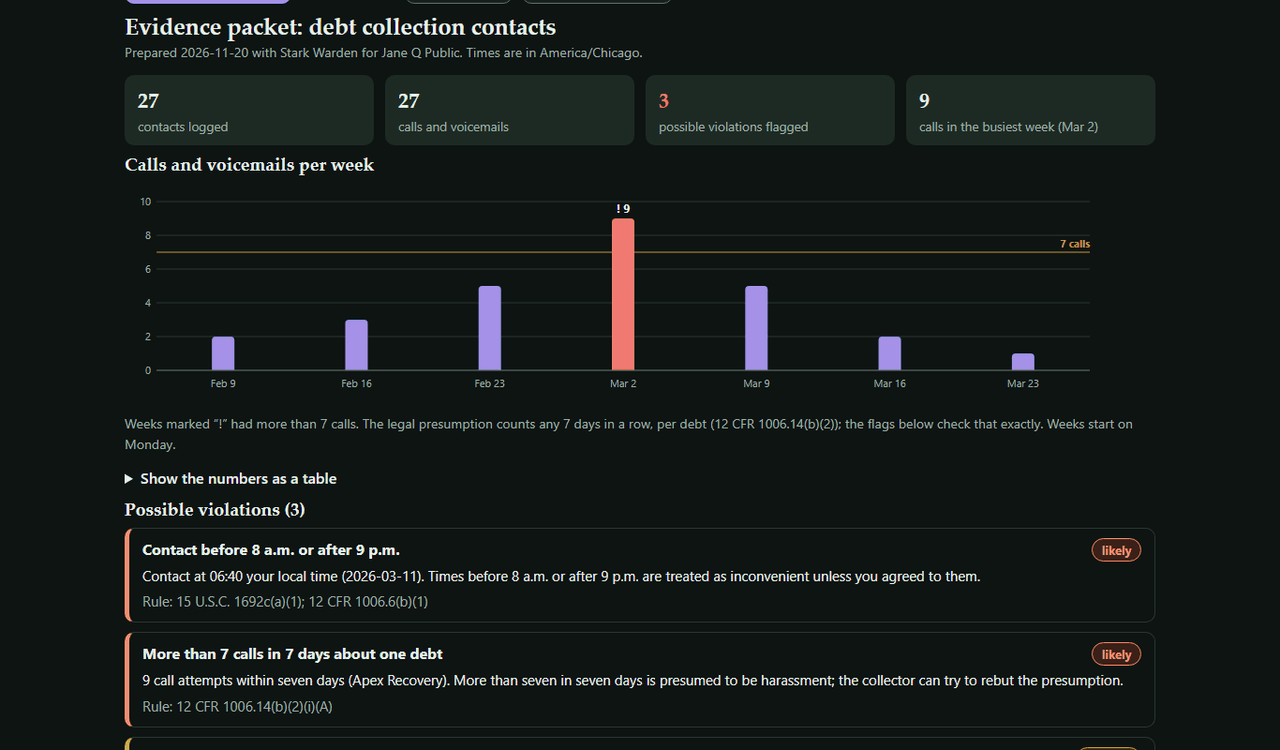 Evidence packet: debt collection contacts
Prepared 2026-11-20 with Stark Warden for Jane Q Public. Times are in America/Chicago.
27
contacts logged
27
calls and voicemails
3
possible violations flagged
9
calls in the busiest week (Mar 2)
Calls and voicemails per week
10
8
6
4
2
0
! 9
7 calls
Feb 9
Feb 16
Feb 23
Mar 2
Mar 9
Mar 16
Mar 23
Weeks marked “!” had more than 7 calls. The legal presumption counts any 7 days in a row, per debt (12 CFR 1006.14(b)(2)); the flags below check that exactly. Weeks start on
Monday.
Show the numbers as a table
Possible violations (3)
Contact before 8 a.m. or after 9 p.m.
likely
Contact at 06:40 your local time (2026-03-11). Times before 8 a.m. or after 9 p.m. are treated as inconvenient unless you agreed to them.
Rule: 15 U.S.C. 1692c(a)(1); 12 CFR 1006.6(b)(1)
More than 7 calls in 7 days about one debt
likely
9 call attempts within seven days (Apex Recovery). More than seven in seven days is presumed to be harassment; the collector can try to rebut the presumption.
Rule: 12 CFR 1006.14(b)(2)(i)(A)